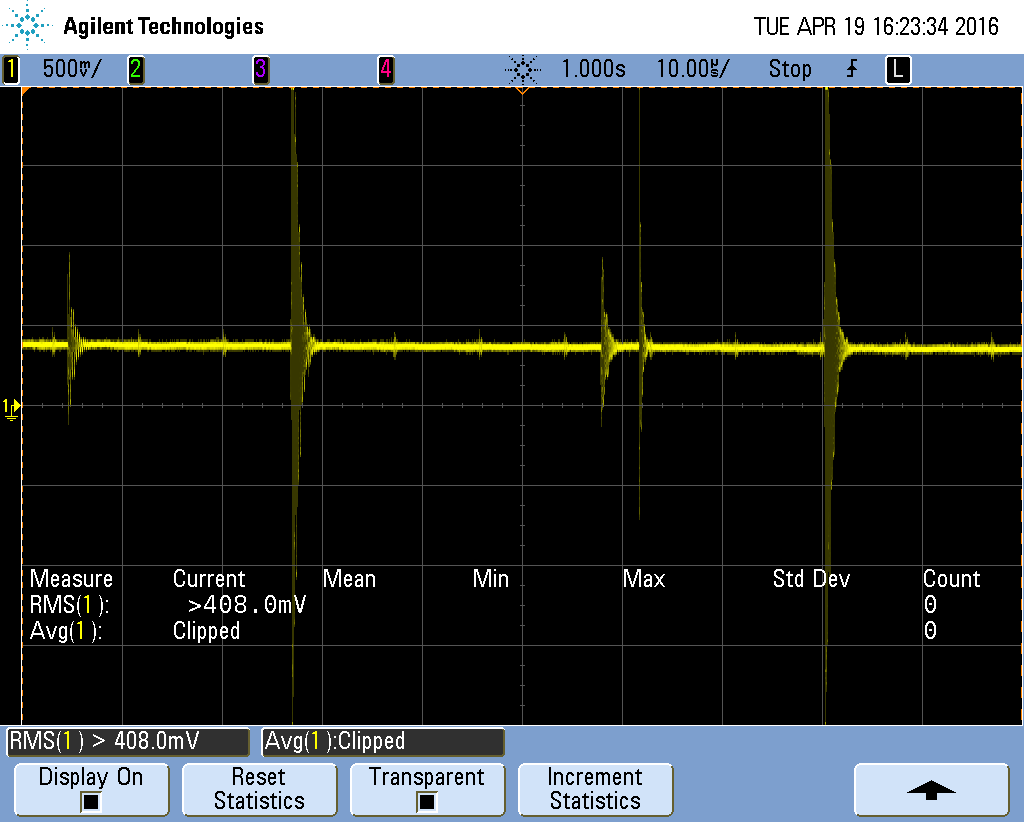 Agilent Technologies TUE APR 19 16:23:34 2016
1 500mV/ 2 3 4 1.000s 10.00µs/ Stop L
1
Measure Current Mean Min Max Std Dev Count
RMS(1): >408.0mV 0
Avg(1): Clipped 0
RMS(1) > 408.0mV Avg(1):Clipped
Display On Reset Statistics Transparent Increment Statistics